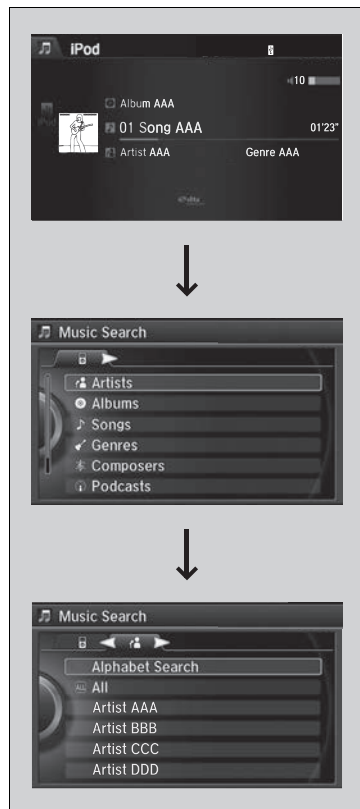 iPod
10
Album AAA
01 Song AAA 01'23"
Artist AAA Genre AAA
Music Search
Artists
Albums
Songs
Genres
Composers
Podcasts
Music Search
Alphabet Search
ALL All
Artist AAA
Artist BBB
Artist CCC
Artist DDD